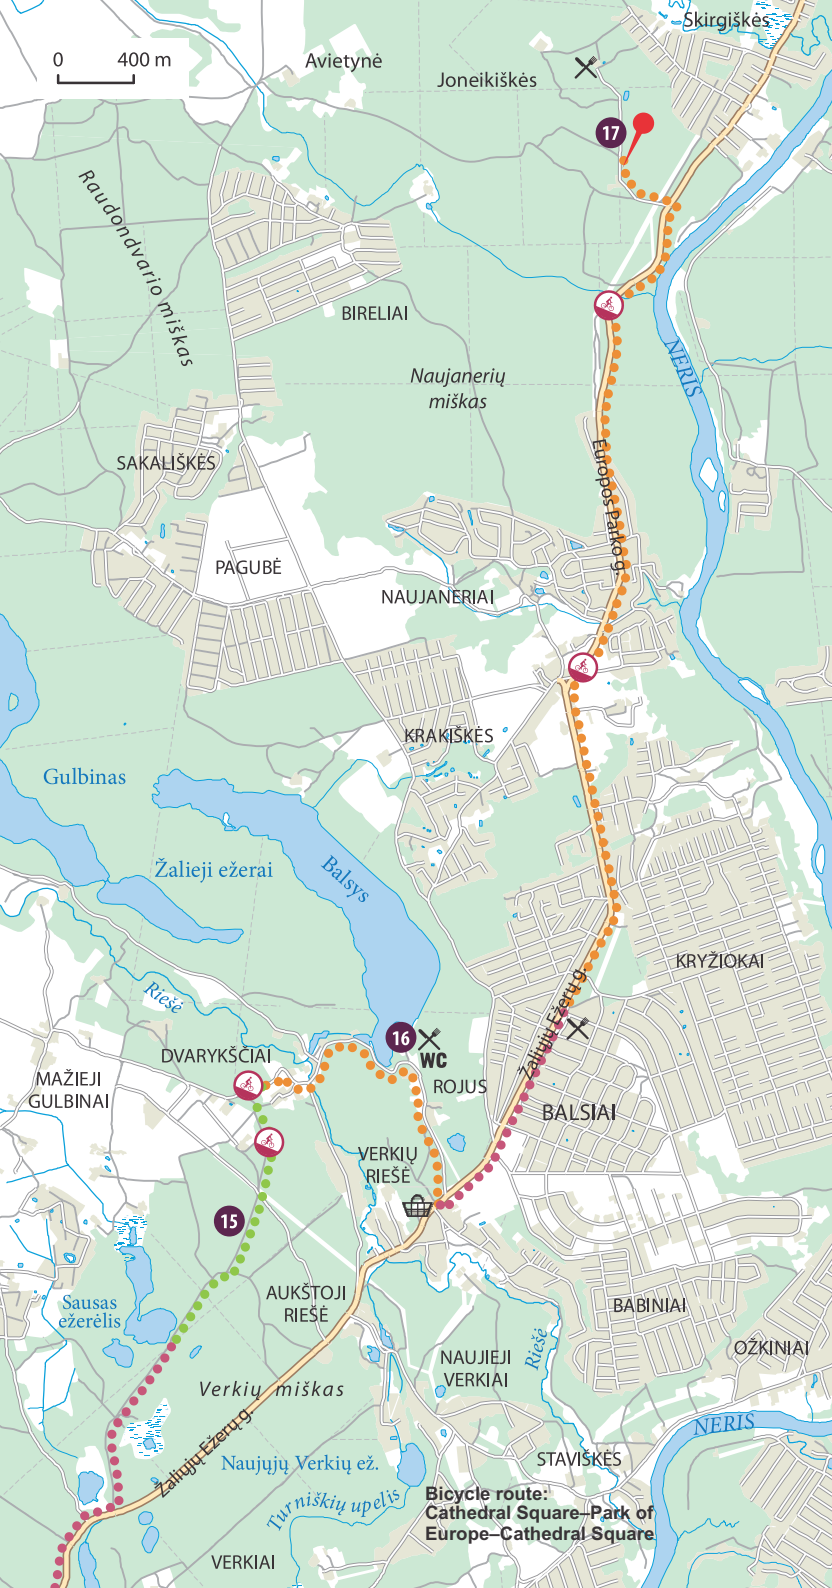 Skirgiškės
0 400 m
Avietynė
Joneikiškės
17
Raudondvario miškas
BIRELIAI
NERIS
Naujanerių
miškas
SAKALIŠKĖS
Europos Parko g.
PAGUBĖ
NAUJANERIAI
KRAKIŠKĖS
Gulbinas
Žalieji ežerai
Balsys
KRYŽIOKAI
Riešė
Žaliųjų Ežerų g.
16
WC
DVARYKŠČIAI
MAŽIEJI
GULBINAI
ROJUS
BALSIAI
VERKIŲ
RIEŠĖ
15
AUKŠTOJI
RIEŠĖ
Sausas
ežerėlis
BABINIAI
Riešė
OŽKINIAI
NAUJIEJI
VERKIAI
Verkių miškas
Žaliųjų Ežerų g.
NERIS
STAVIŠKĖS
Naujųjų Verkių ež.
Turniškių upelis
Bicycle route:
Cathedral Square–Park of
Europe–Cathedral Square
VERKIAI